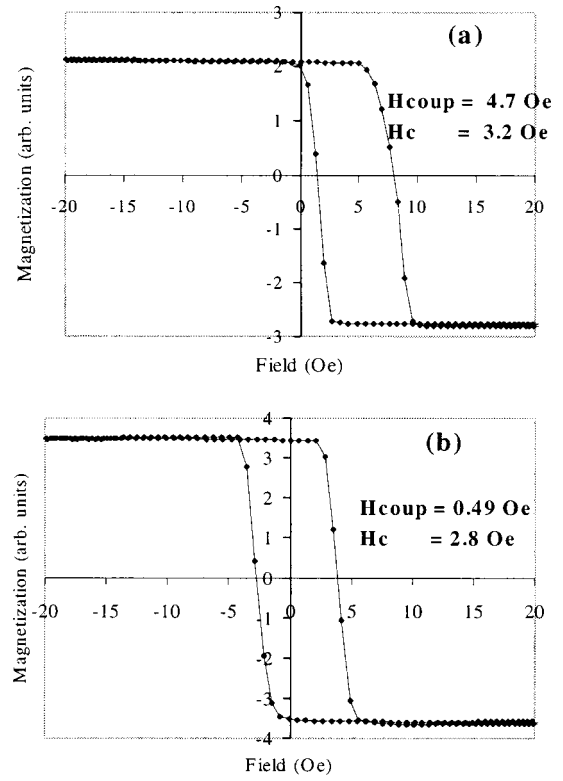 3
(a)
2
Hcoup = 4.7 Oe
1
Hc = 3.2 Oe
0
-20 -15 -10 -5 0 5 10 15 20
-1
-2
-3
Magnetization (arb. units)
Field (Oe)
4
(b)
3
2
Hcoup = 0.49 Oe
1
Hc = 2.8 Oe
0
-20 -15 -10 -5 0 5 10 15 20
-1
-2
-3
-4
Magnetization (arb. units)
Field (Oe)